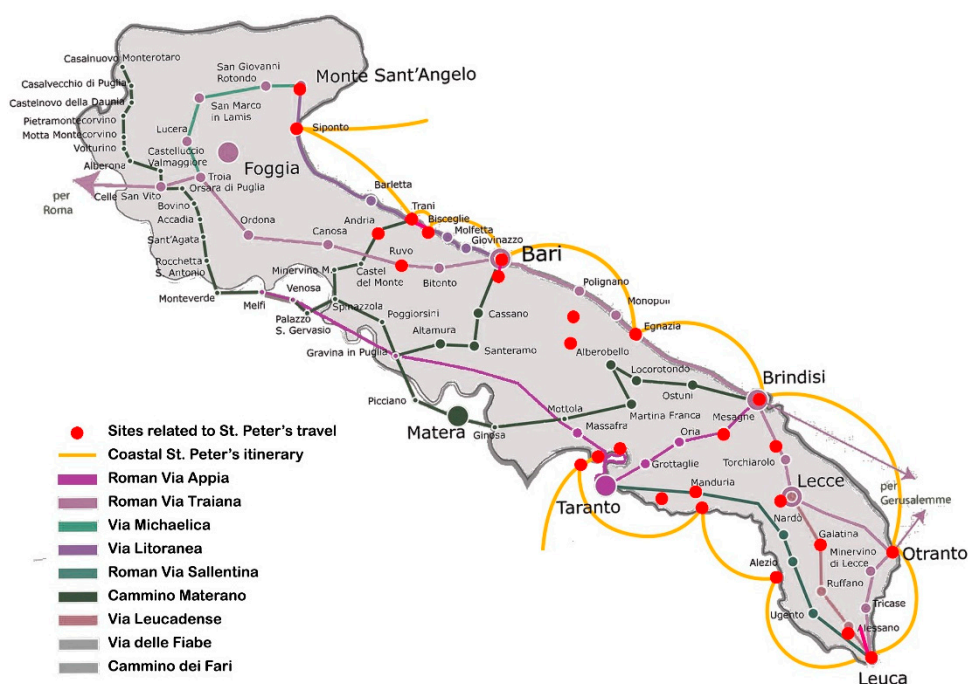 Casalnuovo Monterotaro
Casalvecchio di Puglia
Castelnovo della Daunia
Pietramontecorvino
Motta Montecorvino
Volturino
Alberona
Celle San Vito
per
Roma
San Giovanni
Rotondo
Monte Sant'Angelo
San Marco
in Lamis
Lucera
Siponto
Castelluccio
Valmaggiore
Foggia
Troia
Orsara di Puglia
Bovino
Accadia
Sant'Agata
Rocchetta
S. Antonio
Monteverde
Ordona
Canosa
Barletta
Trani
Andria
Bisceglie
Molfetta
Giovinazzo
Bari
Ruvo
Bitonto
Minervino M.
Castel
del Monte
Melfi
Venosa
Palazzo
S. Gervasio
Spinazzola
Poggiorsini
Gravina in Puglia
Altamura
Cassano
Santeramo
Picciano
Matera
Ginosa
Polignano
Monopoli
Egnazia
Alberobello
Locorotondo
Ostuni
Martina Franca
Mottola
Massafra
Brindisi
Mesagne
Oria
Grottaglie
Taranto
Manduria
Torchiarolo
Lecce
per
Gerusalemme
Nardò
Galatina
Minervino
di Lecce
Otranto
Alezio
Ruffano
Ugento
Tricase
Alessano
Leuca
Sites related to St. Peter's travel
Coastal St. Peter's itinerary
Roman Via Appia
Roman Via Traiana
Via Michaelica
Via Litoranea
Roman Via Sallentina
Cammino Materano
Via Leucadense
Via delle Fiabe
Cammino dei Fari